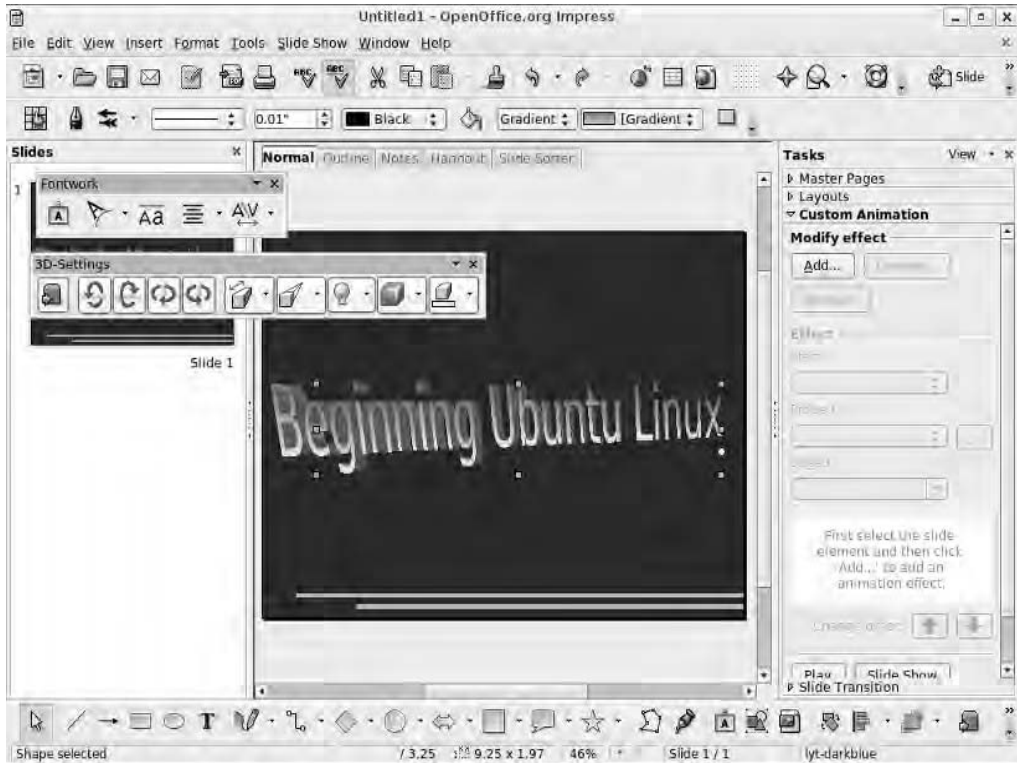 Untitled1 - OpenOffice.org Impress
File Edit View Insert Format Tools Slide Show Window Help
Slide
0.01" Black Gradient [Gradient
Slides
Normal Outline Notes Handout Slide Sorter
Tasks View
1
Fontwork
Master Pages
Layouts
Custom Animation
Modify effect
3D-Settings
Add...
Effect
Slide 1
Beginning Ubuntu Linux
First select the slide
element and then click
'Add...' to add an
animation effect.
Play Slide Show
Slide Transition
Shape selected / 3.25 9.25 x 1.97 46% * Slide 1 / 1 lyt-darkblue